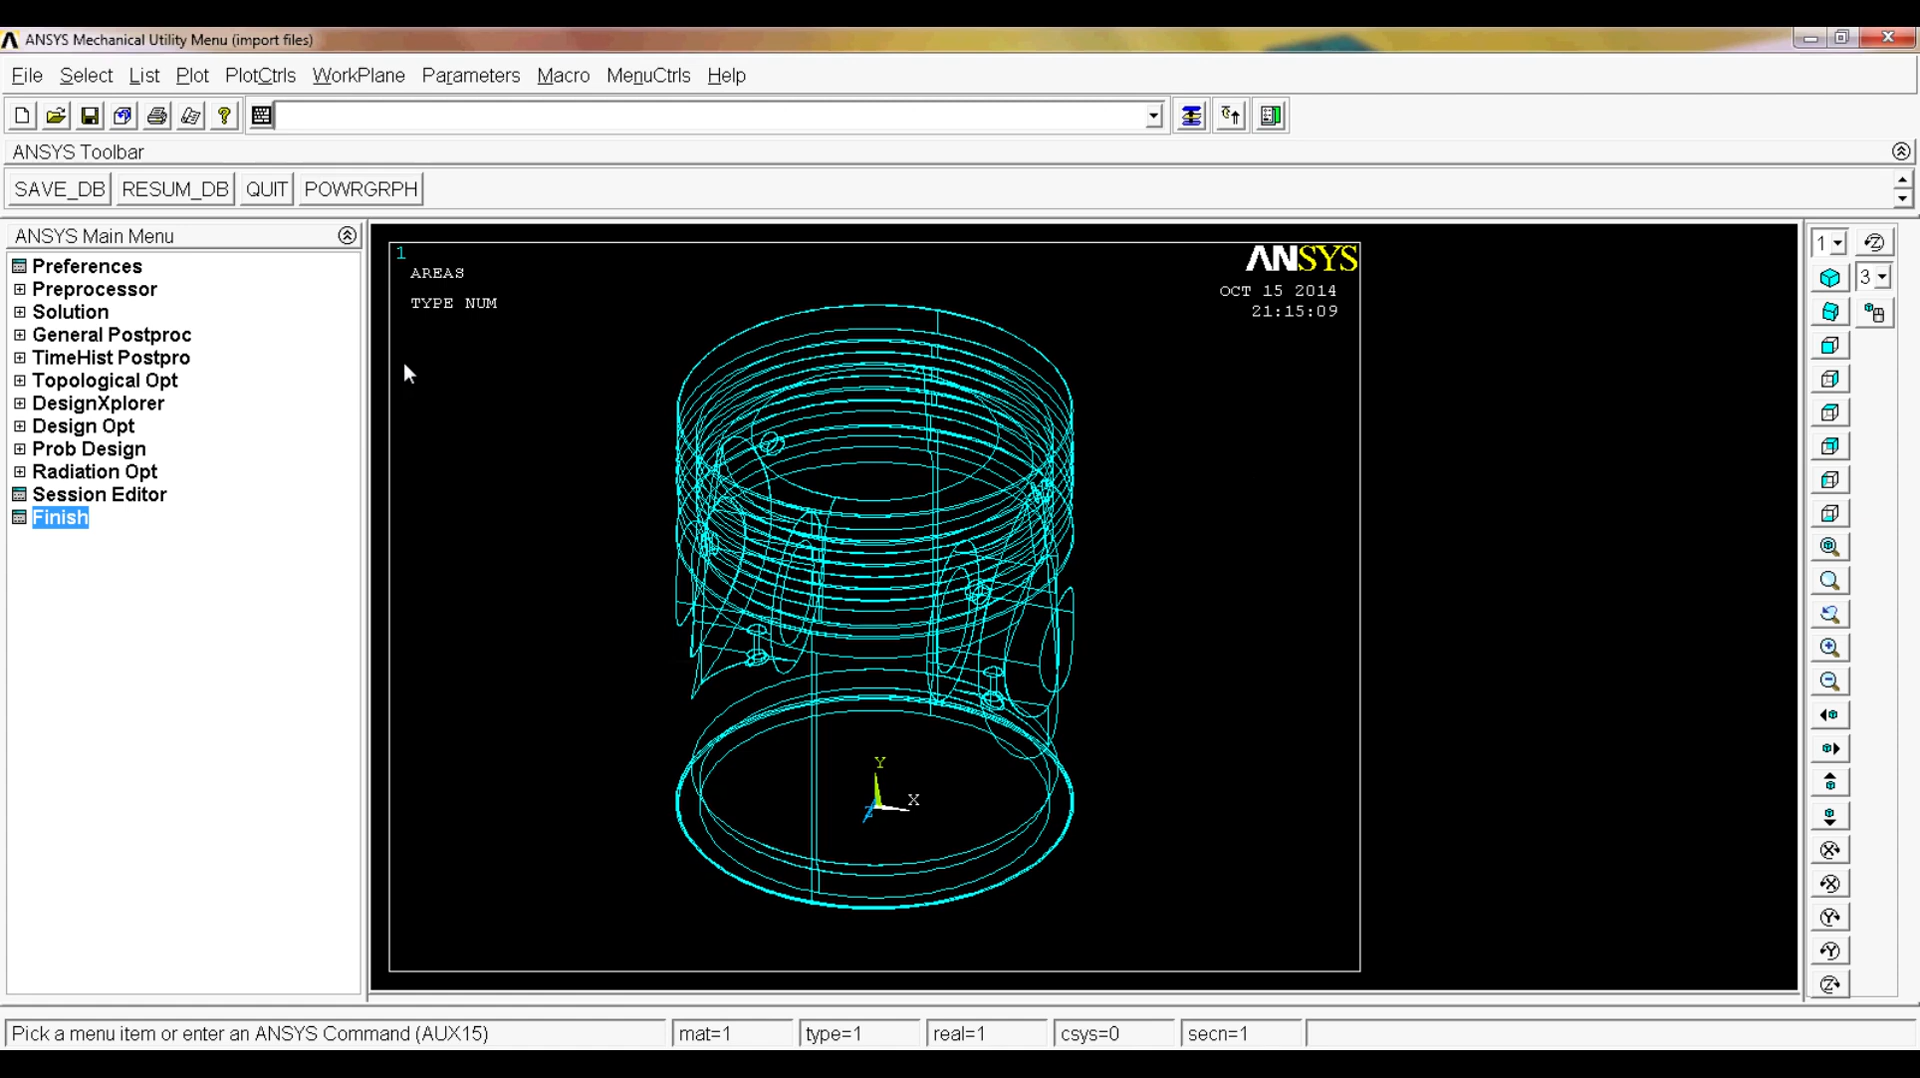 ANSYS Mechanical Utility Menu (import files)
File Select List Plot PlotCtrls WorkPlane Parameters Macro MenuCtrls Help
ANSYS Toolbar
SAVE_DB RESUM_DB QUIT POWRGRPH
ANSYS Main Menu
Preferences
Preprocessor
Solution
General Postproc
TimeHist Postpro
Topological Opt
DesignXplorer
Design Opt
Prob Design
Radiation Opt
Session Editor
Finish
1
AREAS
TYPE NUM
ANSYS
OCT 15 2014
21:15:09
Y
X
Z
1
3
Pick a menu item or enter an ANSYS Command (AUX15) mat=1 type=1 real=1 csys=0 secn=1